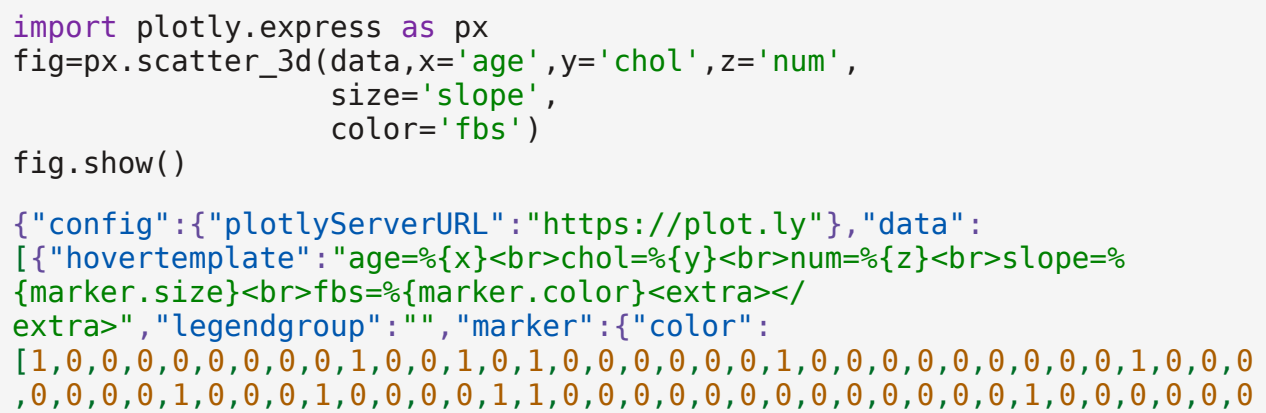 import plotly.express as px
fig=px.scatter_3d(data,x='age',y='chol',z='num',
                  size='slope',
                  color='fbs')
fig.show()

{"config":{"plotlyServerURL":"https://plot.ly"},"data":
[{"hovertemplate":"age=%{x}<br>chol=%{y}<br>num=%{z}<br>slope=%
{marker.size}<br>fbs=%{marker.color}<extra></
extra>","legendgroup":"","marker":{"color":
[1,0,0,0,0,0,0,0,0,1,0,0,1,0,1,0,0,0,0,0,0,1,0,0,0,0,0,0,0,0,0,1,0,0,0
,0,0,0,0,1,0,0,0,1,0,0,0,0,1,1,0,0,0,0,0,0,0,0,0,0,0,0,0,1,0,0,0,0,0,0